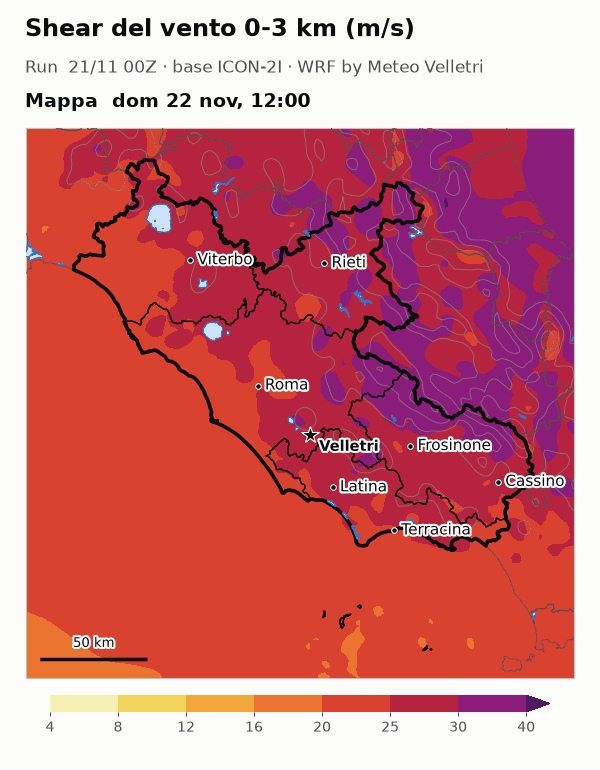 Shear del vento 0-3 km (m/s)
Run  21/11 00Z · base ICON-2I · WRF by Meteo Velletri
Mappa  dom 22 nov, 12:00
Viterbo
Rieti
Roma
Velletri
Frosinone
Latina
Cassino
Terracina
50 km
4 8 12 16 20 25 30 40